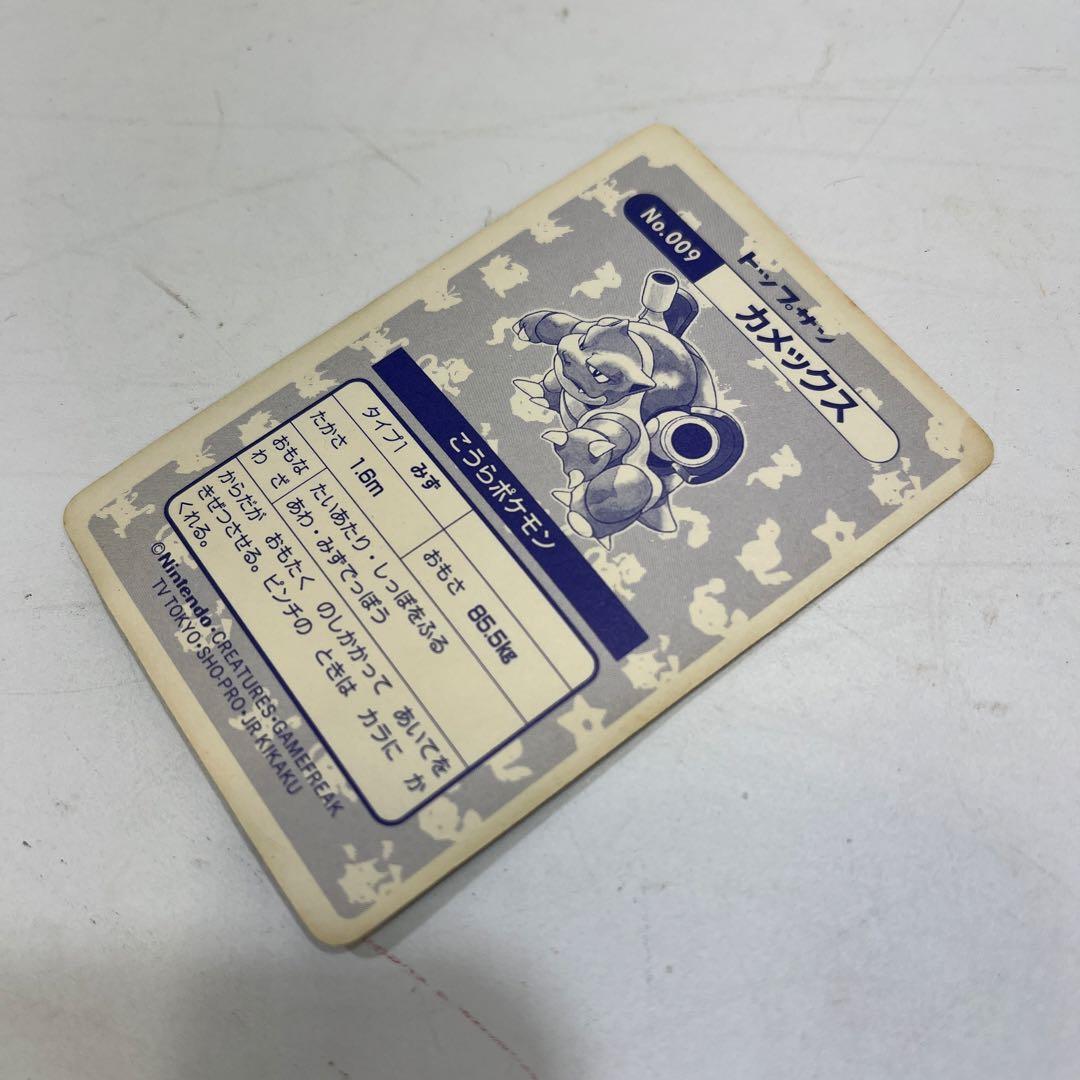 トップサン
No.009 カメックス
こうらポケモン
タイプ1 みず
たかさ 1.6m おもさ 85.5kg
おもな たいあたり・しっぽをふる
わざ あわ・みずでっぽう
からだが おもたく のしかかって あいてを
きぜつさせる。ピンチの ときは カラに か
くれる。
©Nintendo・CREATURES・GAMEFREAK
TV TOKYO・SHO-PRO・JR.KIKAKU